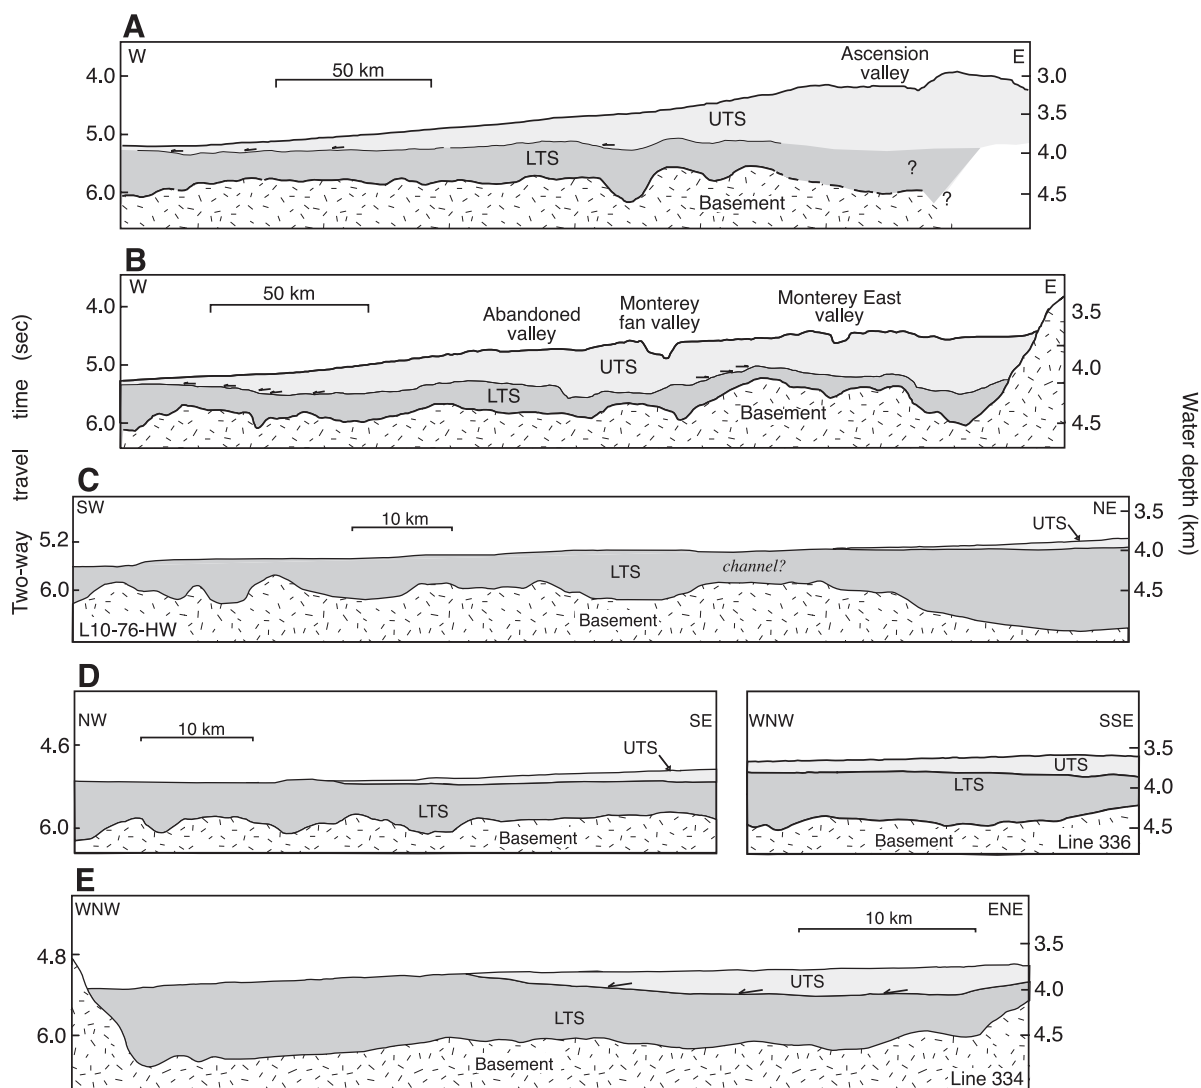 A
W
50 km
Ascension
valley
E
4.0
5.0
6.0
3.0
3.5
4.0
4.5
UTS
LTS
?
?
Basement
B
W
50 km
Abandoned
valley
Monterey
fan valley
Monterey East
valley
E
4.0
5.0
6.0
3.5
4.0
4.5
UTS
LTS
Basement
Two-way travel time (sec)
Water depth (km)
C
SW
10 km
NE
UTS
5.2
6.0
3.5
4.0
4.5
LTS
channel?
Basement
L10-76-HW
D
NW
10 km
SE
UTS
4.6
6.0
LTS
Basement
WNW
SSE
3.5
4.0
4.5
UTS
LTS
Basement
Line 336
E
WNW
10 km
ENE
4.8
6.0
3.5
4.0
4.5
UTS
LTS
Basement
Line 334